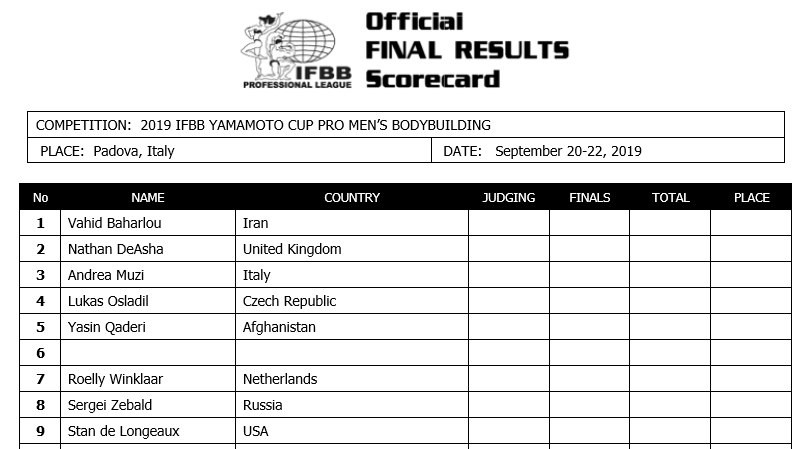 Official
FINAL RESULTS
Scorecard
IFBB
PROFESSIONAL LEAGUE
COMPETITION: 2019 IFBB YAMAMOTO CUP PRO MEN'S BODYBUILDING
PLACE: Padova, Italy DATE: September 20-22, 2019
No NAME COUNTRY JUDGING FINALS TOTAL PLACE
1 Vahid Baharlou Iran
2 Nathan DeAsha United Kingdom
3 Andrea Muzi Italy
4 Lukas Osladil Czech Republic
5 Yasin Qaderi Afghanistan
6
7 Roelly Winklaar Netherlands
8 Sergei Zebald Russia
9 Stan de Longeaux USA